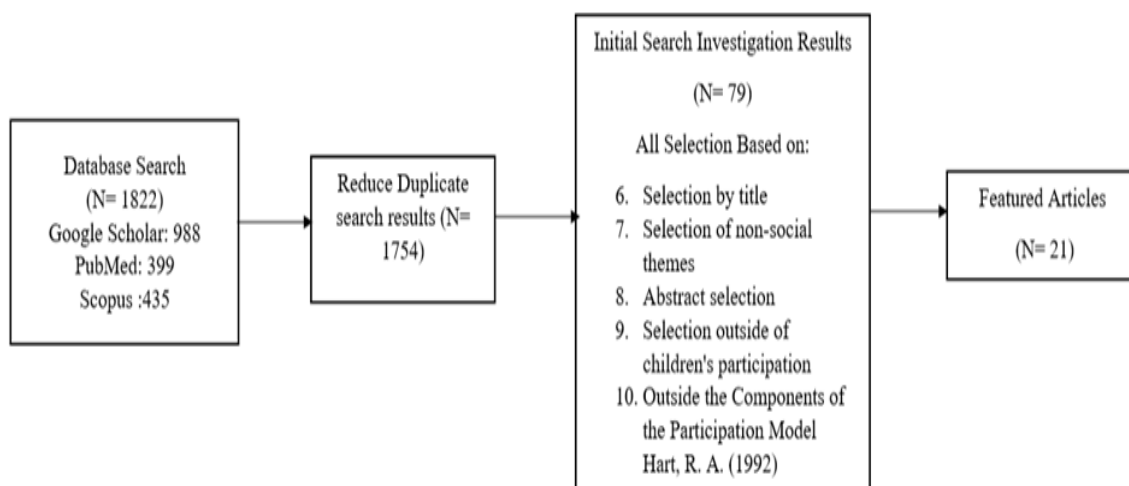 Database Search
(N= 1822)
Google Scholar: 988
PubMed: 399
Scopus :435
Reduce Duplicate
search results (N=
1754)
Initial Search Investigation Results
(N= 79)
All Selection Based on:
6. Selection by title
7. Selection of non-social
themes
8. Abstract selection
9. Selection outside of
children's participation
10. Outside the Components of
the Participation Model
Hart, R. A. (1992)
Featured Articles
(N= 21)